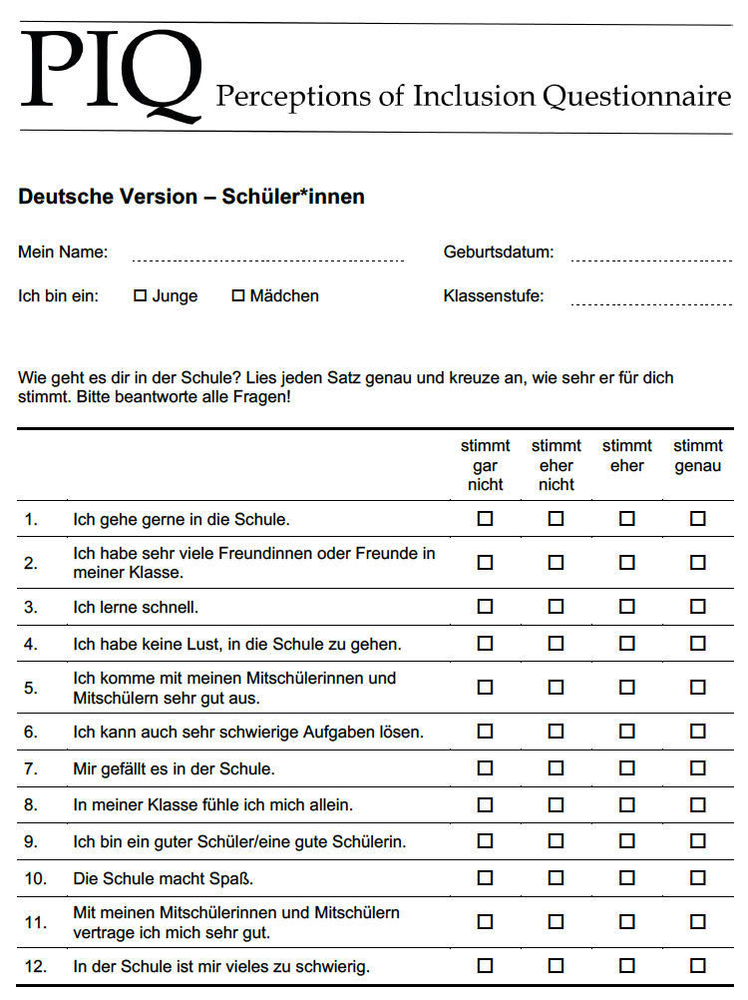 PIQ Perceptions of Inclusion Questionnaire
Deutsche Version – Schüler*innen
Mein Name: Geburtsdatum:
Ich bin ein: ☐ Junge ☐ Mädchen Klassenstufe:
Wie geht es dir in der Schule? Lies jeden Satz genau und kreuze an, wie sehr er für dich
stimmt. Bitte beantworte alle Fragen!
stimmt stimmt stimmt stimmt
gar eher eher genau
nicht nicht
1. Ich gehe gerne in die Schule. ☐ ☐ ☐ ☐
2. Ich habe sehr viele Freundinnen oder Freunde in
meiner Klasse. ☐ ☐ ☐ ☐
3. Ich lerne schnell. ☐ ☐ ☐ ☐
4. Ich habe keine Lust, in die Schule zu gehen. ☐ ☐ ☐ ☐
5. Ich komme mit meinen Mitschülerinnen und
Mitschülern sehr gut aus. ☐ ☐ ☐ ☐
6. Ich kann auch sehr schwierige Aufgaben lösen. ☐ ☐ ☐ ☐
7. Mir gefällt es in der Schule. ☐ ☐ ☐ ☐
8. In meiner Klasse fühle ich mich allein. ☐ ☐ ☐ ☐
9. Ich bin ein guter Schüler/eine gute Schülerin. ☐ ☐ ☐ ☐
10. Die Schule macht Spaß. ☐ ☐ ☐ ☐
11. Mit meinen Mitschülerinnen und Mitschülern
vertrage ich mich sehr gut. ☐ ☐ ☐ ☐
12. In der Schule ist mir vieles zu schwierig. ☐ ☐ ☐ ☐